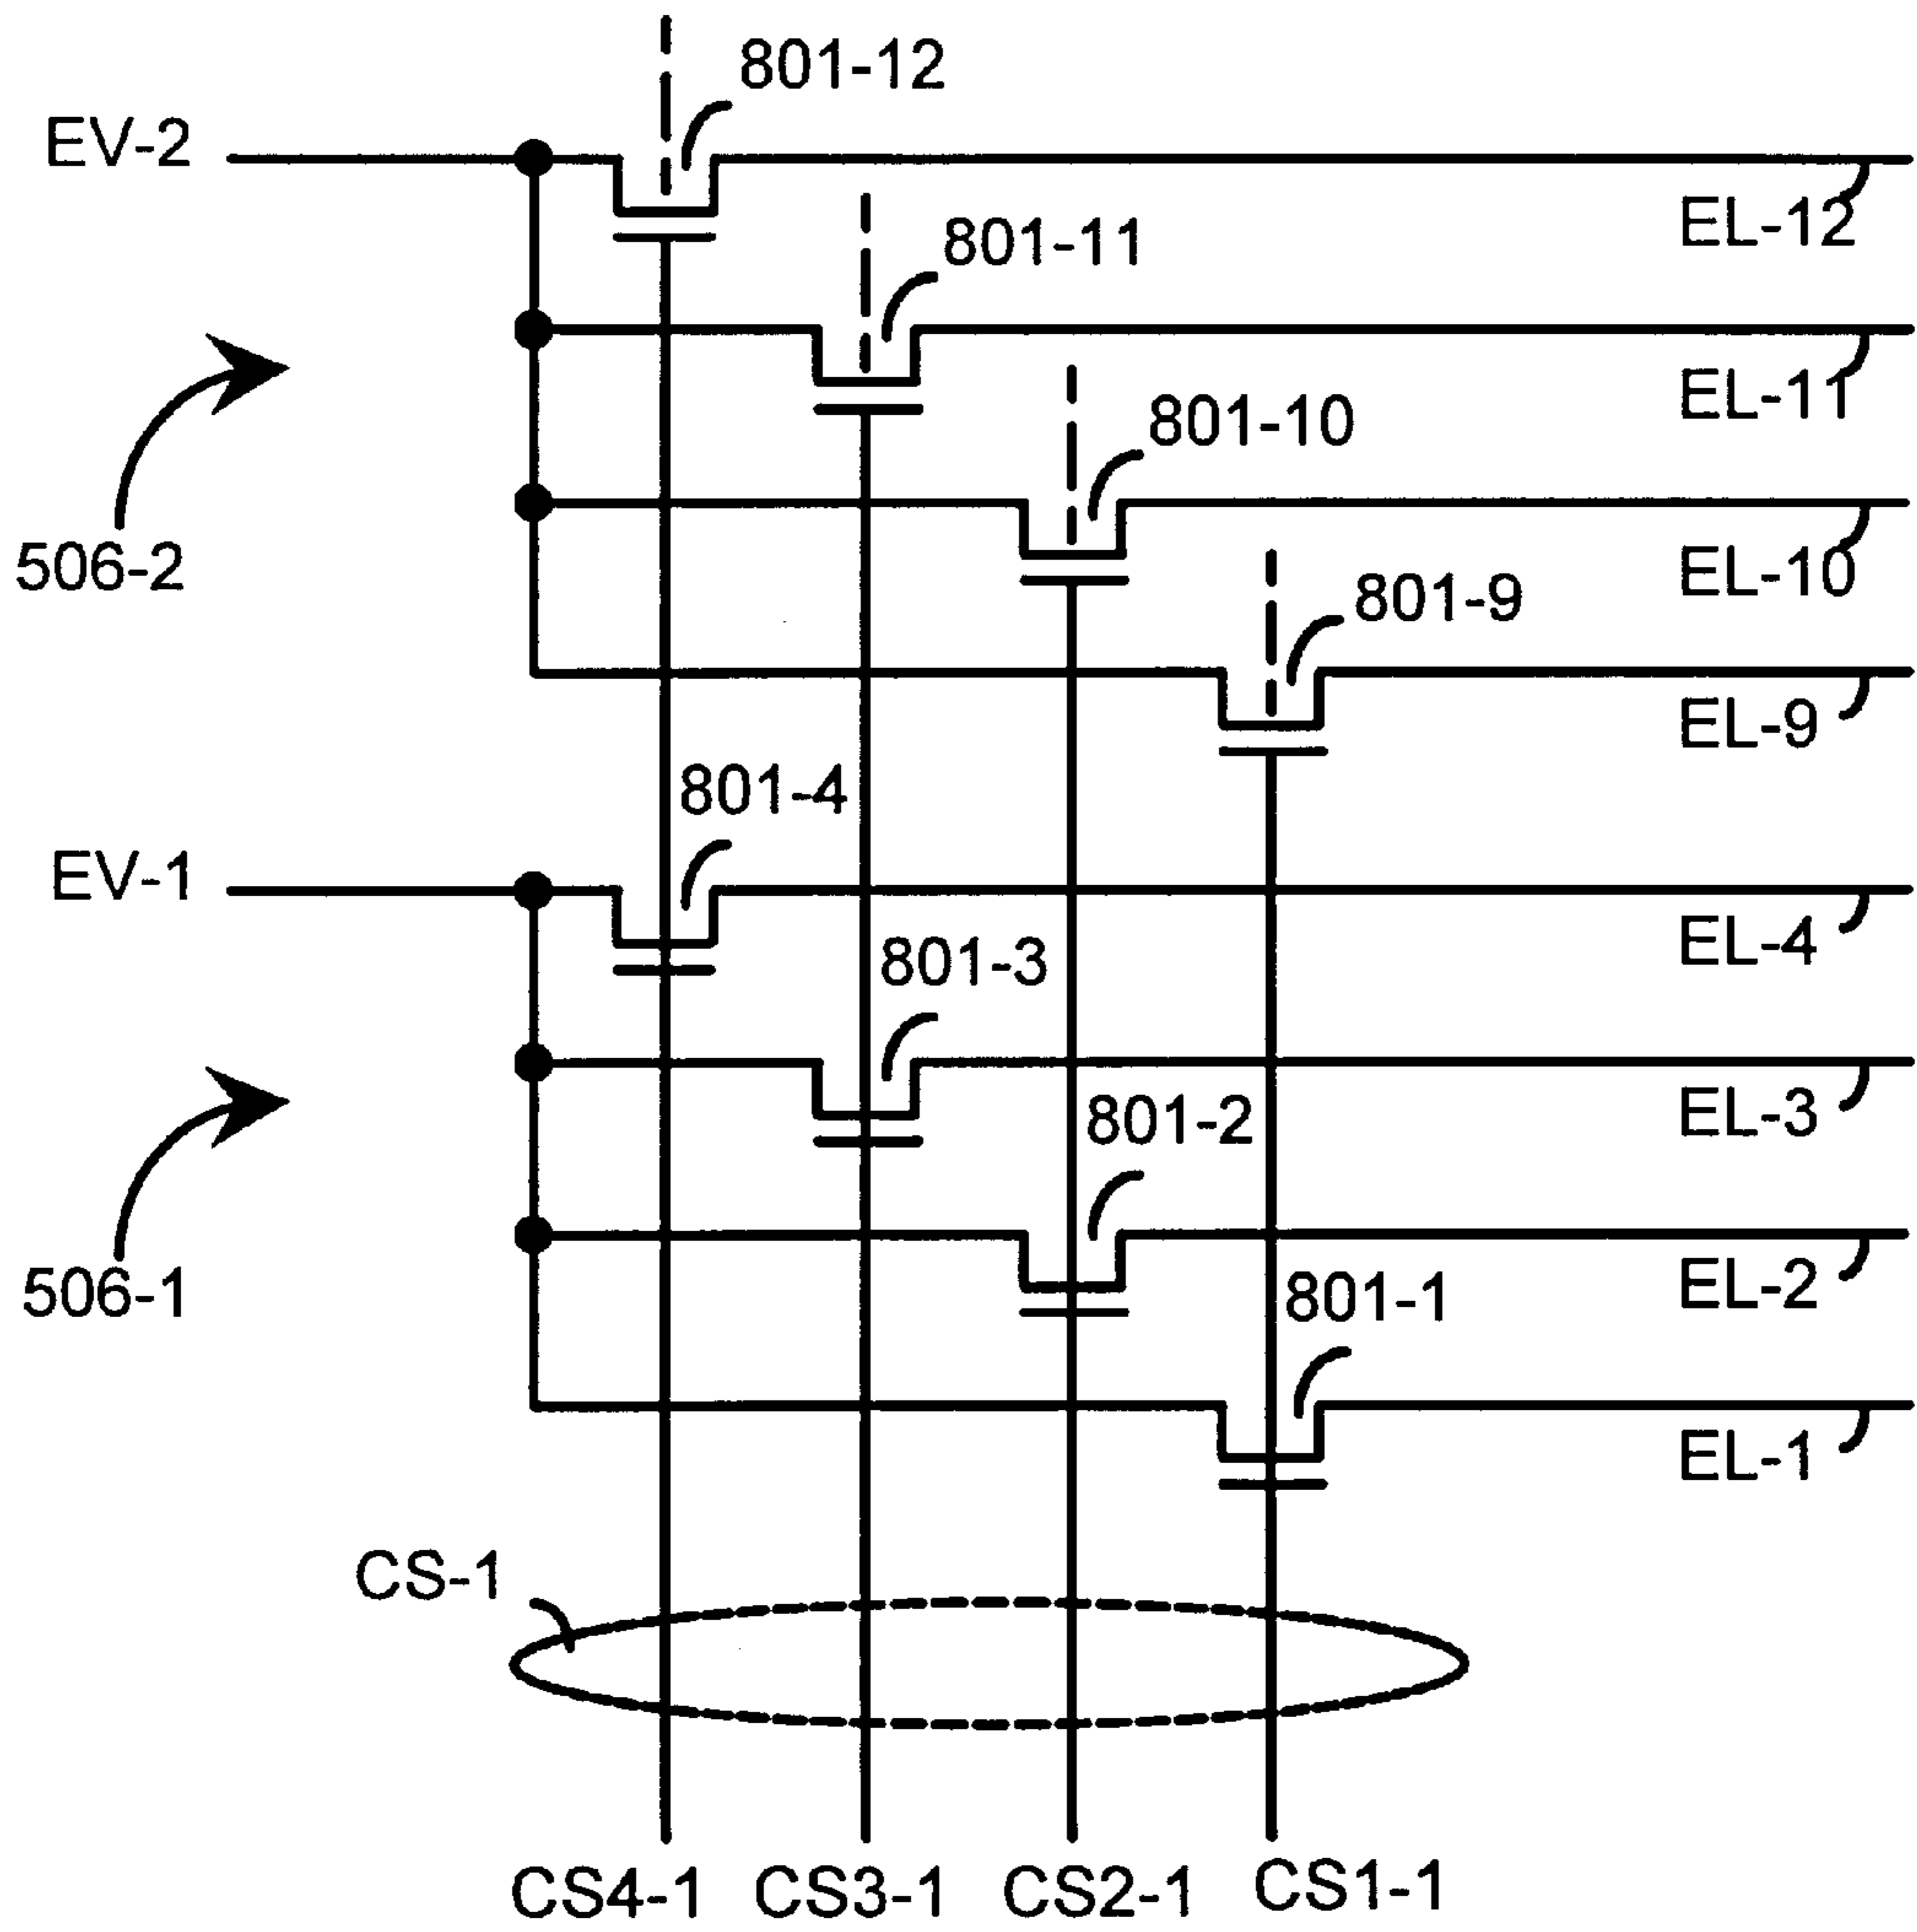 801-12
EV-2
EL-12
801-11
EL-11
801-10
506-2
EL-10
801-9
EL-9
801-4
EV-1
EL-4
801-3
EL-3
801-2
506-1
EL-2
801-1
EL-1
CS-1
CS4-1
CS3-1
CS2-1
CS1-1